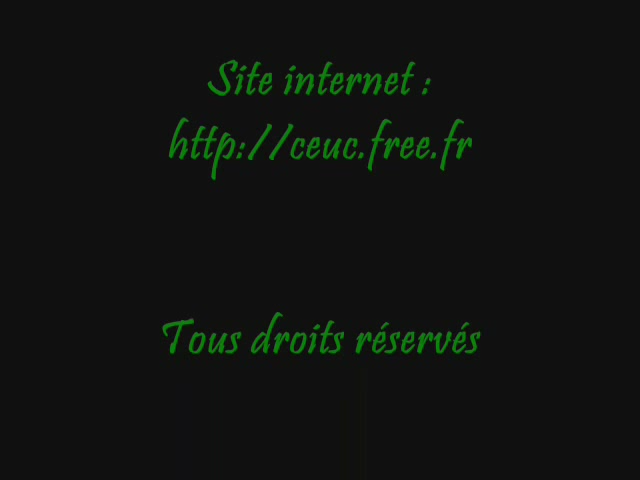 Site internet :
http://ceuc.free.fr
Tous droits réservés